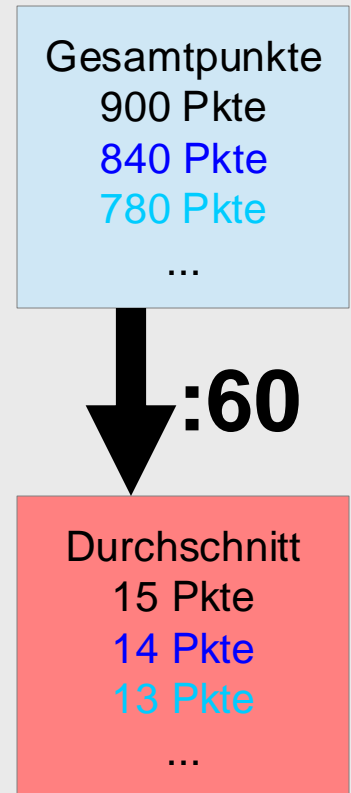 Gesamtpunkte
900 Pkte
840 Pkte
780 Pkte
...
:60
Durchschnitt
15 Pkte
14 Pkte
13 Pkte
...